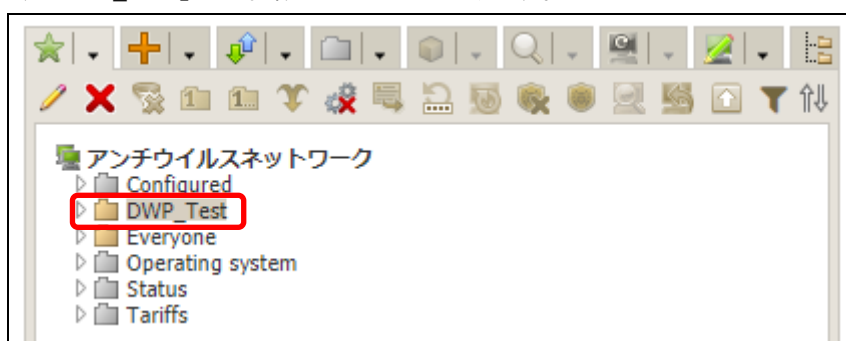 アンチウイルスネットワーク
Configured
DWP_Test
Everyone
Operating system
Status
Tariffs